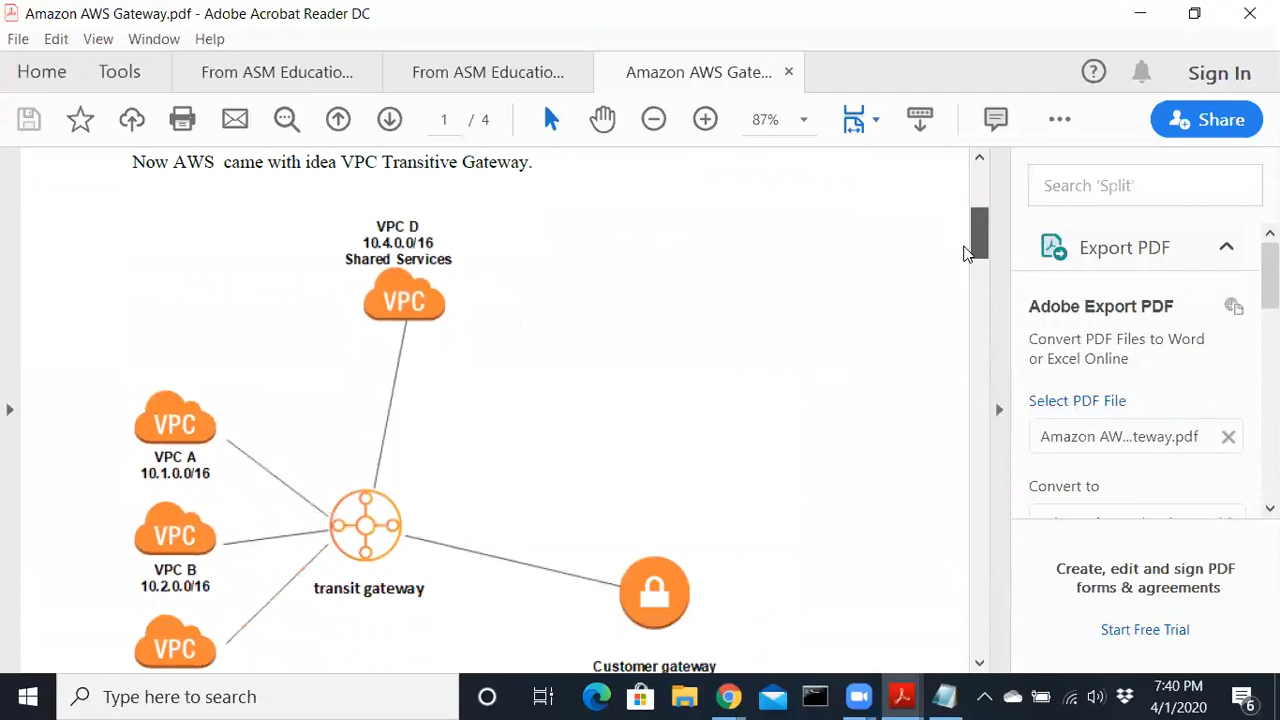 Amazon AWS Gateway.pdf - Adobe Acrobat Reader DC
File Edit View Window Help
Home Tools From ASM Educatio... From ASM Educatio... Amazon AWS Gate... Sign In
1 / 4 87% Share
Now AWS came with idea VPC Transitive Gateway.
VPC D
10.4.0.0/16
Shared Services
VPC
VPC
VPC A
10.1.0.0/16
VPC
VPC B
10.2.0.0/16
transit gateway
VPC
Customer gateway
Search 'Split'
Export PDF
Adobe Export PDF
Convert PDF Files to Word
or Excel Online
Select PDF File
Amazon AW...teway.pdf
Convert to
Create, edit and sign PDF
forms & agreements
Start Free Trial
Type here to search
7:40 PM
4/1/2020
6